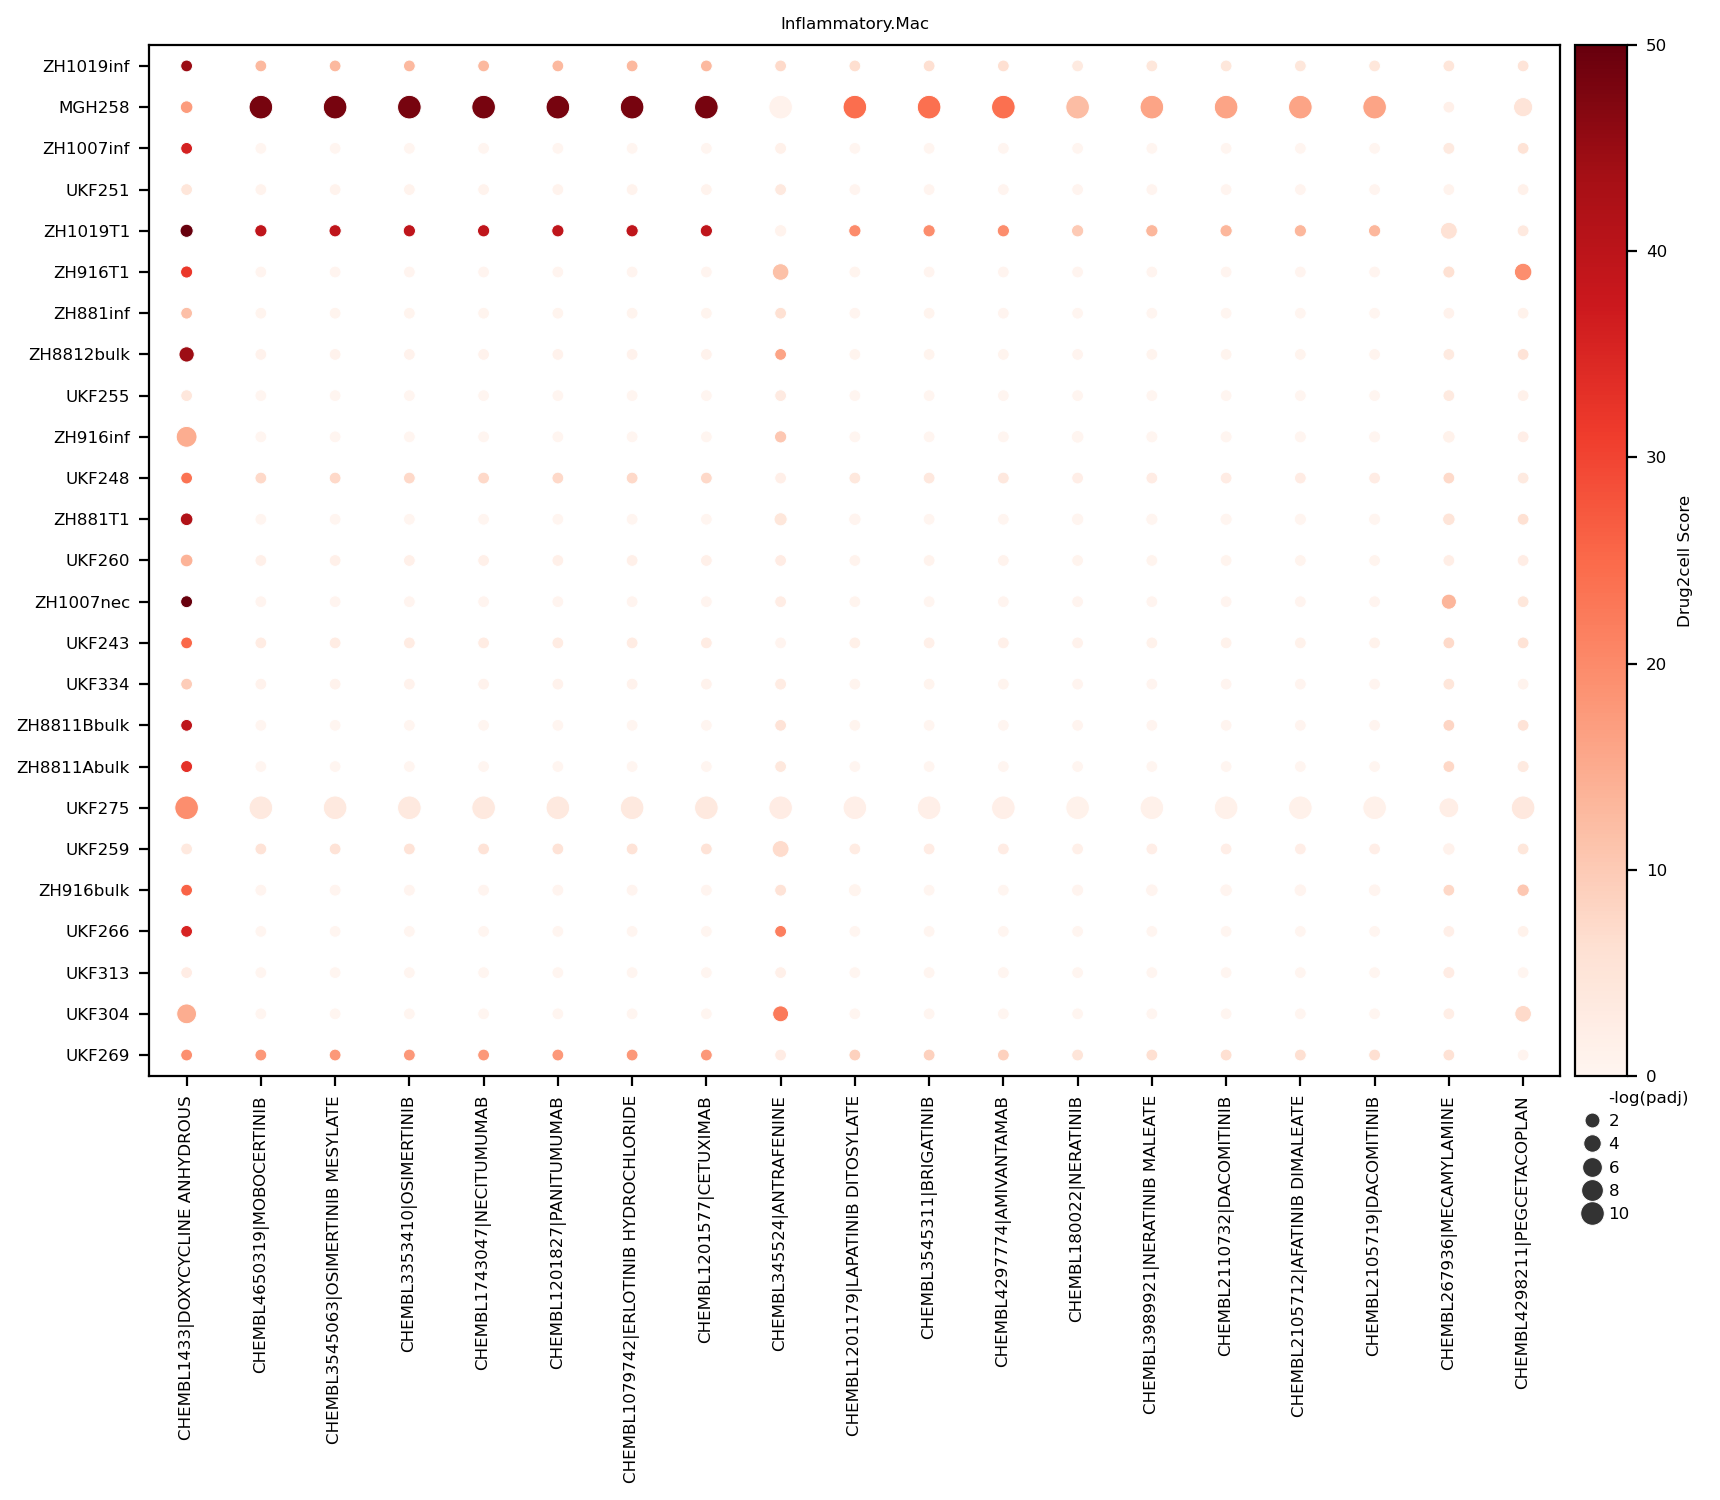 Inflammatory.Mac
ZH1019inf
MGH258
ZH1007inf
UKF251
ZH1019T1
ZH916T1
ZH881inf
ZH8812bulk
UKF255
ZH916inf
UKF248
ZH881T1
UKF260
ZH1007nec
UKF243
UKF334
ZH8811Bbulk
ZH8811Abulk
UKF275
UKF259
ZH916bulk
UKF266
UKF313
UKF304
UKF269
CHEMBL1433|DOXYCYCLINE ANHYDROUS
CHEMBL4650319|MOBOCERTINIB
CHEMBL3545063|OSIMERTINIB MESYLATE
CHEMBL3353410|OSIMERTINIB
CHEMBL1743047|NECITUMUMAB
CHEMBL1201827|PANITUMUMAB
CHEMBL1079742|ERLOTINIB HYDROCHLORIDE
CHEMBL1201577|CETUXIMAB
CHEMBL345524|ANTRAFENINE
CHEMBL1201179|LAPATINIB DITOSYLATE
CHEMBL3545311|BRIGATINIB
CHEMBL4297774|AMIVANTAMAB
CHEMBL180022|NERATINIB
CHEMBL3989921|NERATINIB MALEATE
CHEMBL2110732|DACOMITINIB
CHEMBL2105712|AFATINIB DIMALEATE
CHEMBL2105719|DACOMITINIB
CHEMBL267936|MECAMYLAMINE
CHEMBL4298211|PEGCETACOPLAN
50
40
30
20
10
0
Drug2cell Score
-log(padj)
2
4
6
8
10